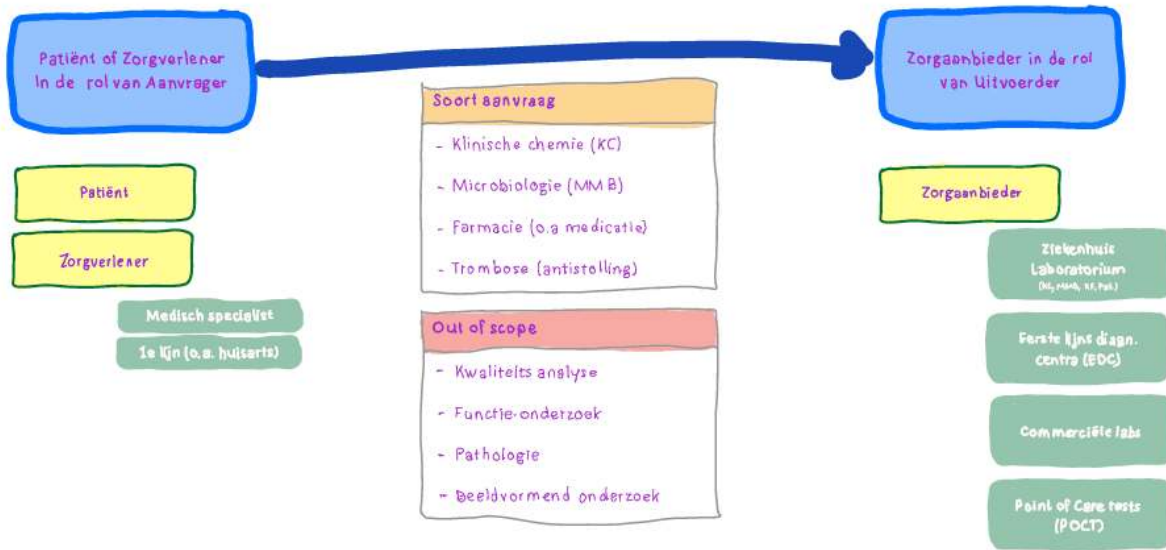 Patiënt of Zorgverlener
In de rol van Aanvrager
Zorgaanbieder in de rol
van Uitvoerder
Soort aanvraag
- Klinische chemie (KC)
- Microbiologie (MMB)
- Farmacie (o.a medicatie)
- Trombose (antistolling)
Out of scope
- Kwaliteits analyse
- Functie-onderzoek
- Pathologie
- Beeldvormend onderzoek
Patiënt
Zorgverlener
Medisch specialist
1e lijn (o.a. huisarts)
Zorgaanbieder
Ziekenhuis
Laboratorium
Eerste lijns diagn.
centra (EDC)
Commerciële labs
Point of Care tests
(POCT)